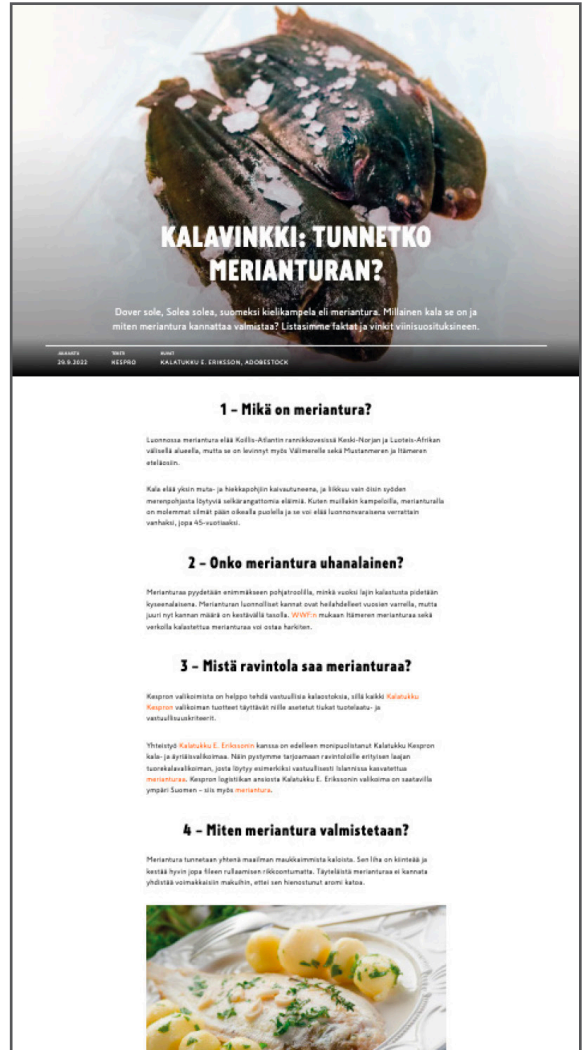 KALAVINKKI: TUNNETKO
MERIANTURAN?
Dover sole, Solea solea, suomeksi kielikampela eli meriantura. Millainen kala se on ja
miten meriantura kannattaa valmistaa? Listasimme faktat ja vinkit viinisuosituksineen.
JULKAISTU TEKSTI KUVAT
29.9.2022 KESPRO KALATUKKU E. ERIKSSON, ADOBESTOCK
1 – Mikä on meriantura?
Luonnossa meriantura elää Koillis-Atlantin rannikkovesissä Keski-Norjan ja Luoteis-Afrikan
välisellä alueella, mutta se on levinnyt myös Välimerelle sekä Mustanmeren ja Itämeren
eteläosiin.
Kala elää yksin muta- ja hiekkapohjiin kaivautuneena, ja liikkuu vain öisin syöden
merenpohjasta löytyviä selkärangattomia eläimiä. Kuten muillakin kampeloilla, merianturalla
on molemmat silmät pään oikealla puolella ja se voi elää luonnonvaraisena verrattain
vanhaksi, jopa 45-vuotiaaksi.
2 – Onko meriantura uhanalainen?
Merianturaa pyydetään enimmäkseen pohjatroolilla, minkä vuoksi lajin kalastusta pidetään
kyseenalaisena. Merianturan luonnolliset kannat ovat heilahdelleet vuosien varrella, mutta
juuri nyt kannan määrä on kestävällä tasolla. WWF:n mukaan Itämeren merianturaa sekä
verkolla kalastettua merianturaa voi ostaa harkiten.
3 – Mistä ravintola saa merianturaa?
Kespron valikoimista on helppo tehdä vastuullisia kalaostoksia, sillä kaikki Kalatukku
Kespron valikoiman tuotteet täyttävät niille asetetut tiukat tuotelaatu- ja
vastuullisuuskriteerit.
Yhteistyö Kalatukku E. Erikssonin kanssa on edelleen monipuolistanut Kalatukku Kespron
kala- ja äyriäisvalikoimaa. Näin pystymme tarjoamaan ravintoloille erityisen laajan
tuorekalavalikoiman, josta löytyy esimerkiksi vastuullisesti Islannissa kasvatettua
merianturaa. Kespron logistiikan ansiosta Kalatukku E. Erikssonin valikoima on saatavilla
ympäri Suomen – siis myös meriantura.
4 – Miten meriantura valmistetaan?
Meriantura tunnetaan yhtenä maailman maukkaimmista kaloista. Sen liha on kiinteää ja
kestää hyvin jopa fileen rullaamisen rikkoontumatta. Täyteläistä merianturaa ei kannata
yhdistää voimakkaisiin makuihin, ettei sen hienostunut aromi katoa.